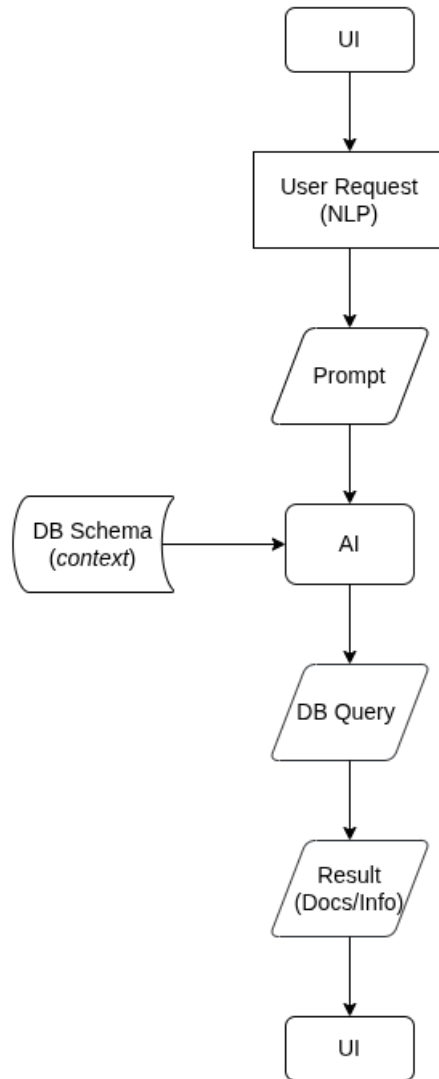 UI
User Request
(NLP)
Prompt
DB Schema
(context)
AI
DB Query
Result
(Docs/Info)
UI